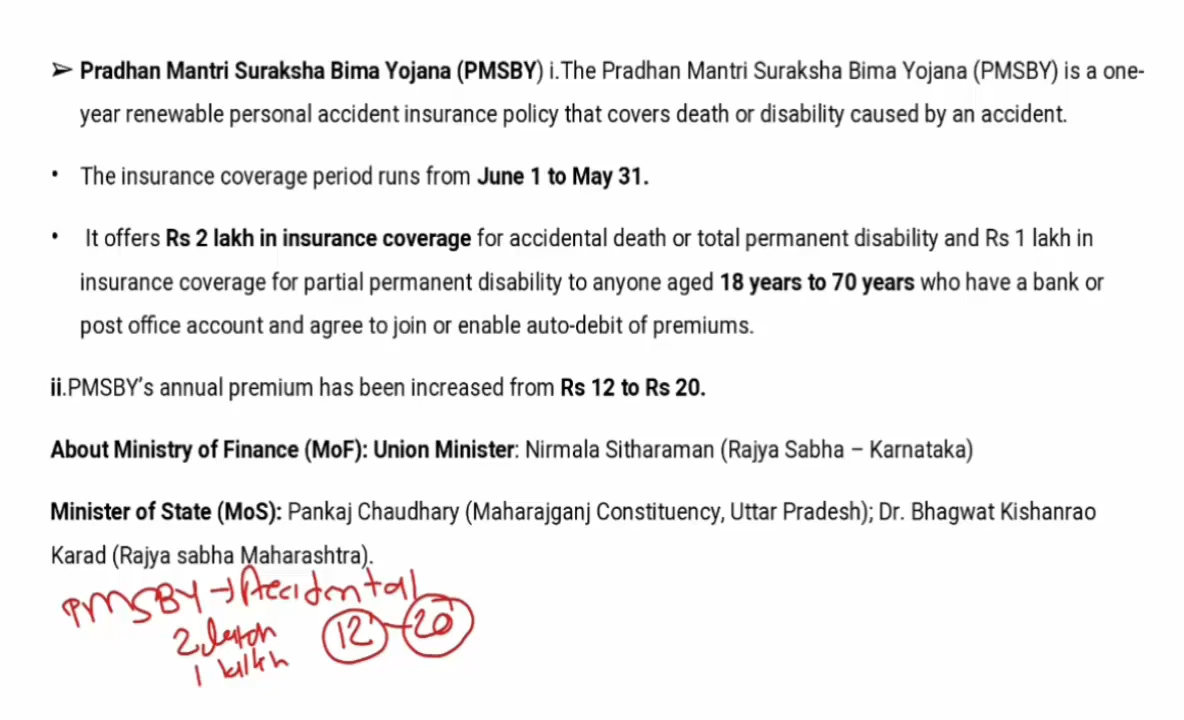 ➢ Pradhan Mantri Suraksha Bima Yojana (PMSBY) i.The Pradhan Mantri Suraksha Bima Yojana (PMSBY) is a one-
year renewable personal accident insurance policy that covers death or disability caused by an accident.
• The insurance coverage period runs from June 1 to May 31.
• It offers Rs 2 lakh in insurance coverage for accidental death or total permanent disability and Rs 1 lakh in
insurance coverage for partial permanent disability to anyone aged 18 years to 70 years who have a bank or
post office account and agree to join or enable auto-debit of premiums.
ii.PMSBY's annual premium has been increased from Rs 12 to Rs 20.
About Ministry of Finance (MoF): Union Minister: Nirmala Sitharaman (Rajya Sabha – Karnataka)
Minister of State (MoS): Pankaj Chaudhary (Maharajganj Constituency, Uttar Pradesh); Dr. Bhagwat Kishanrao
Karad (Rajya sabha Maharashtra).
PMSBY → Accidental
2 12 - 20
1